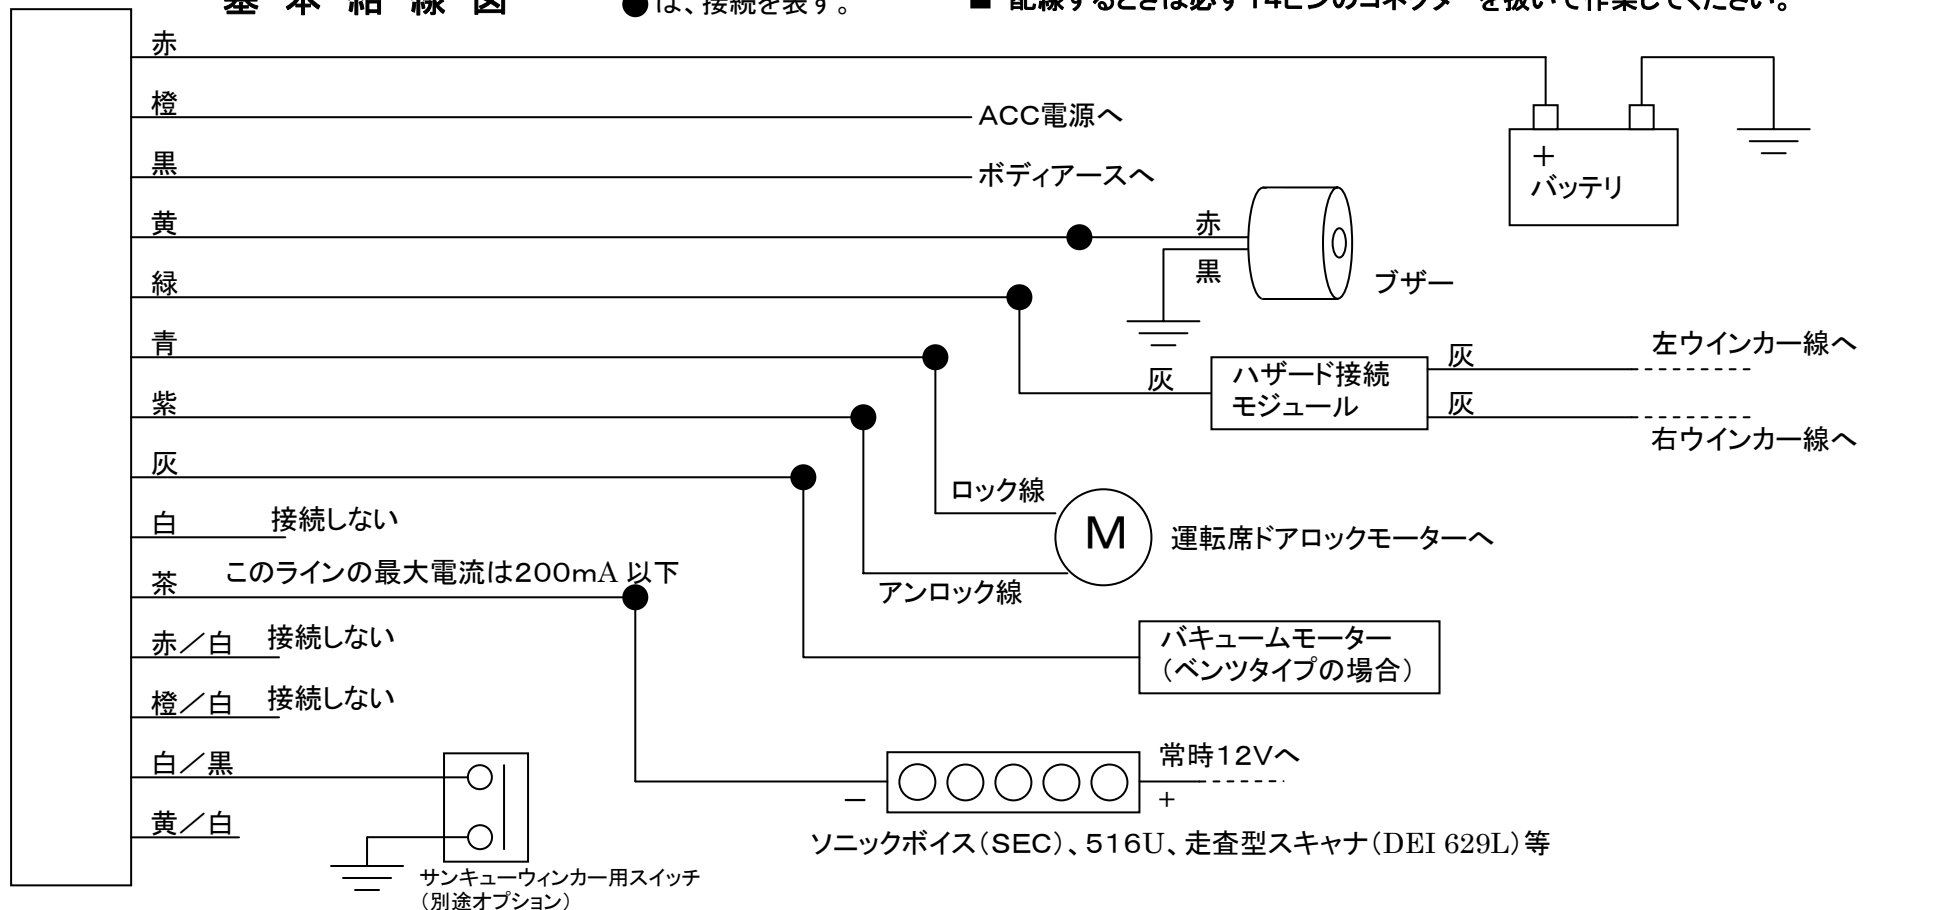 基本結線図
●は、接続を表す。
■ 配線するときは必ず14ピンのコネクターを抜いて作業してください。
赤
橙
ACC電源へ
黒
ボディアースへ
＋
バッテリ
黄
赤
黒
ブザー
緑
青
左ウインカー線へ
灰
ハザード接続
モジュール
灰
灰
右ウインカー線へ
紫
灰
ロック線
M
運転席ドアロックモーターへ
アンロック線
白
接続しない
茶
このラインの最大電流は200mA 以下
赤／白
接続しない
バキュームモーター
（ベンツタイプの場合）
橙／白
接続しない
白／黒
常時12Vへ
－
＋
黄／白
ソニックボイス（SEC）、516U、走査型スキャナ（DEI 629L）等
サンキューウィンカー用スイッチ
（別途オプション）